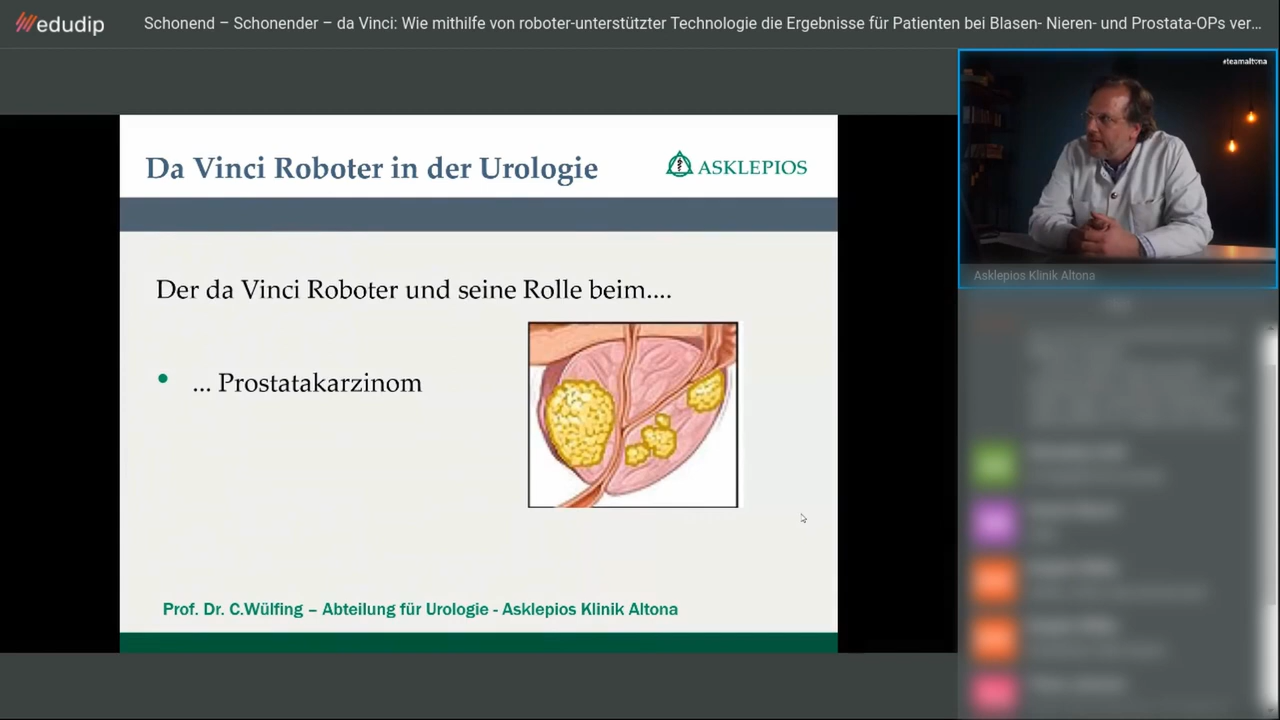 edudip
Schonend – Schonender – da Vinci: Wie mithilfe von roboter-unterstützter Technologie die Ergebnisse für Patienten bei Blasen- Nieren- und Prostata-OPs ver...
#teamaltona
Da Vinci Roboter in der Urologie
ASKLEPIOS
Asklepios Klinik Altona
Der da Vinci Roboter und seine Rolle beim....
• ... Prostatakarzinom
Prof. Dr. C.Wülfing – Abteilung für Urologie - Asklepios Klinik Altona